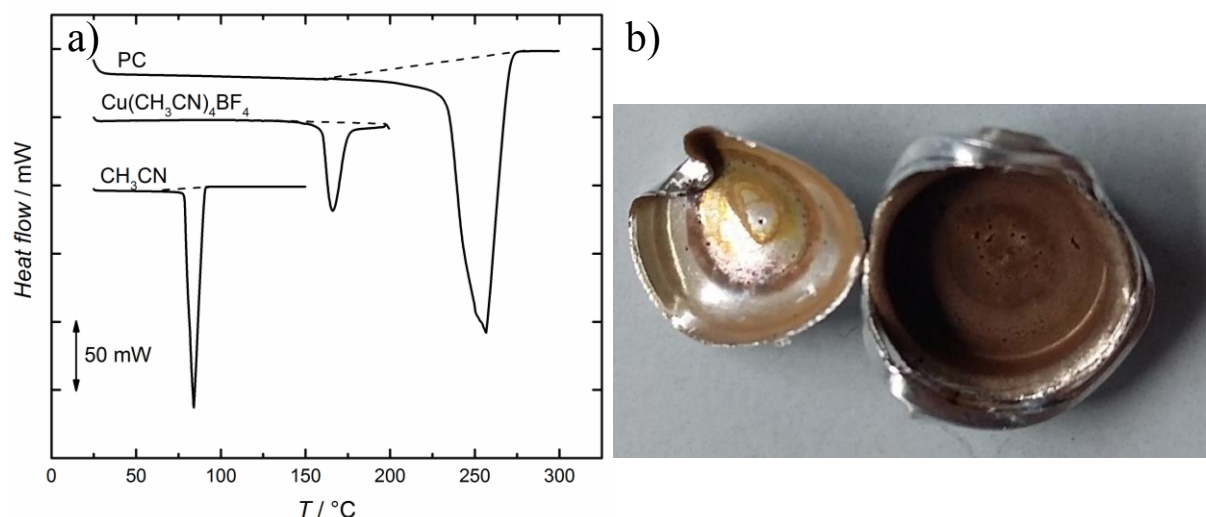 a)
PC
Cu(CH₃CN)₄BF₄
CH₃CN
50 mW
Heat flow / mW
0 50 100 150 200 250 300
T / °C
b)